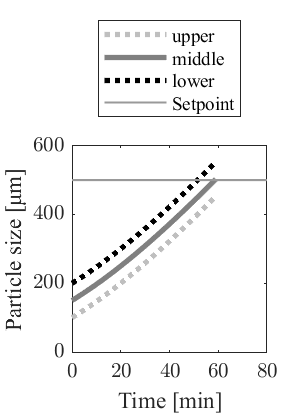 upper
middle
lower
Setpoint
600
400
200
0
Particle size [µm]
0 20 40 60 80
Time [min]